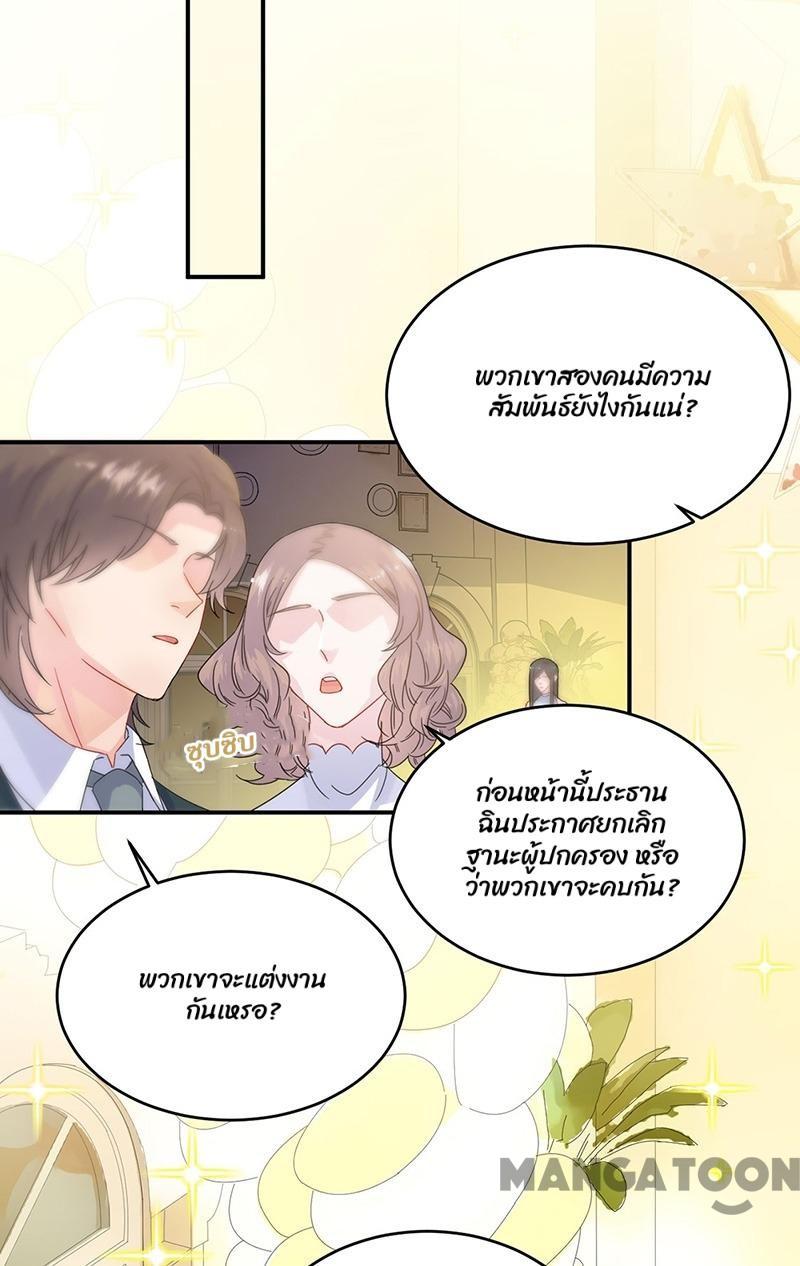 พวกเขาสองคนมีความ
สัมพันธ์ยังไงกันแน่?
ซุบซิบ
ก่อนหน้านี้ประธาน
ฉินประกาศยกเลิก
ฐานะผู้ปกครอง หรือ
ว่าพวกเขาจะคบกัน?
พวกเขาจะแต่งงาน
กันเหรอ?
MANGATOON